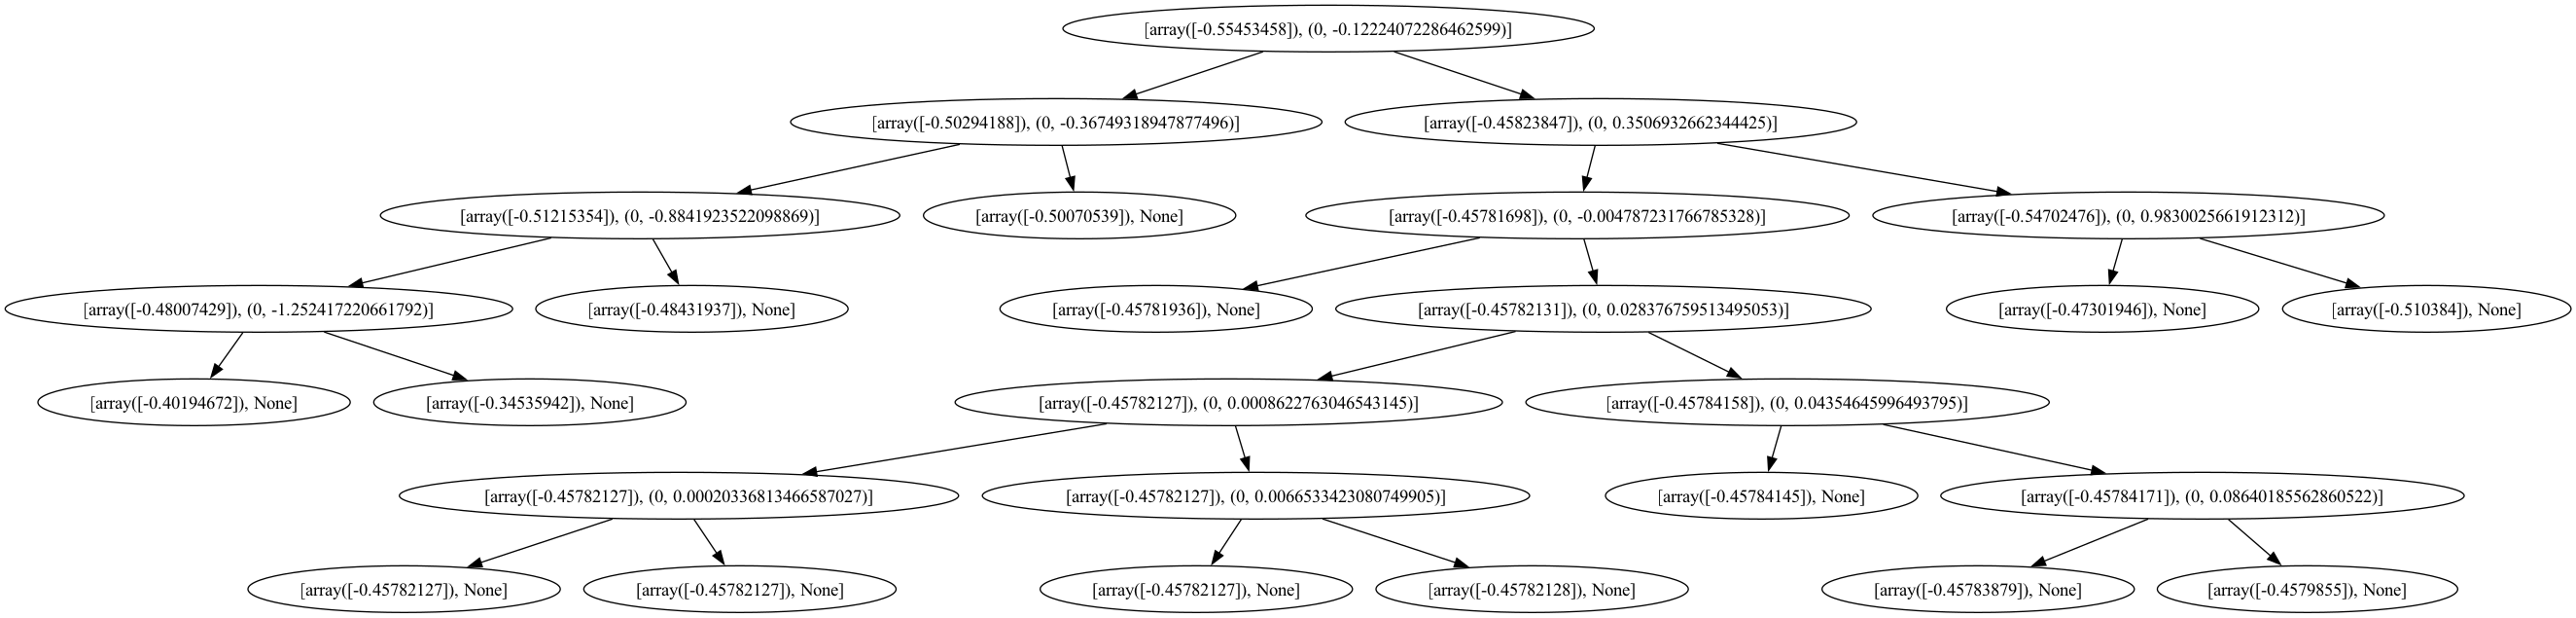 [array([-0.55453458]), (0, -0.12224072286462599)]
[array([-0.50294188]), (0, -0.36749318947877496)]
[array([-0.45823847]), (0, 0.3506932662344425)]
[array([-0.51215354]), (0, -0.8841923522098869)]
[array([-0.50070539]), None]
[array([-0.45781698]), (0, -0.004787231766785328)]
[array([-0.54702476]), (0, 0.9830025661912312)]
[array([-0.48007429]), (0, -1.252417220661792)]
[array([-0.48431937]), None]
[array([-0.45781936]), None]
[array([-0.45782131]), (0, 0.028376759513495053)]
[array([-0.47301946]), None]
[array([-0.510384]), None]
[array([-0.40194672]), None]
[array([-0.34535942]), None]
[array([-0.45782127]), (0, 0.0008622763046543145)]
[array([-0.45784158]), (0, 0.04354645996493795)]
[array([-0.45782127]), (0, 0.00020336813466587027)]
[array([-0.45782127]), (0, 0.0066533423080749905)]
[array([-0.45784145]), None]
[array([-0.45784171]), (0, 0.08640185562860522)]
[array([-0.45782127]), None]
[array([-0.45782127]), None]
[array([-0.45782127]), None]
[array([-0.45782128]), None]
[array([-0.45783879]), None]
[array([-0.4579855]), None]